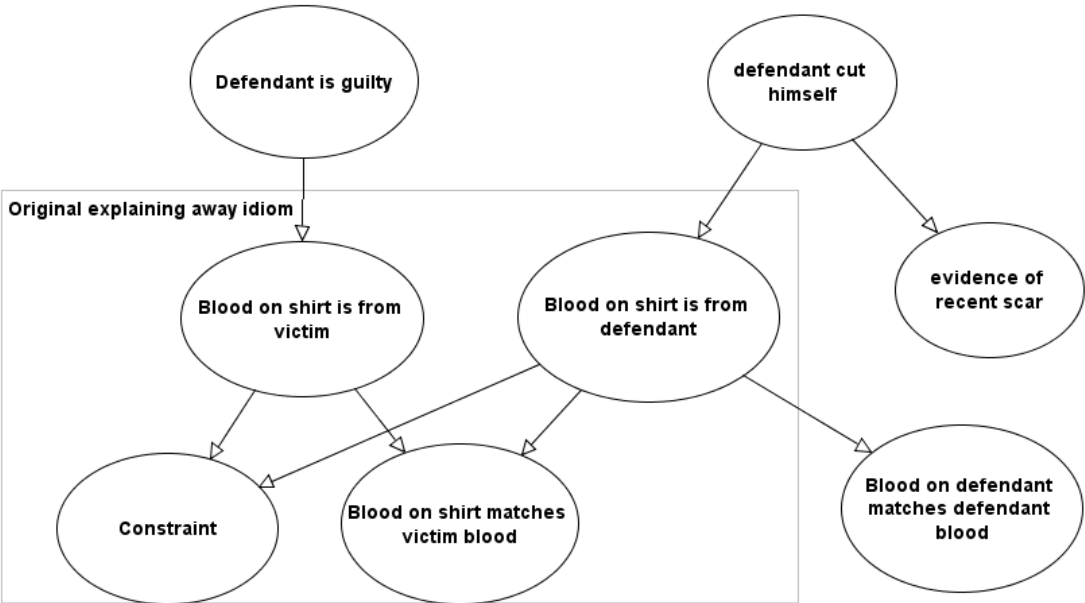 Defendant is guilty
defendant cut
himself
Original explaining away idiom
Blood on shirt is from
victim
Blood on shirt is from
defendant
evidence of
recent scar
Constraint
Blood on shirt matches
victim blood
Blood on defendant
matches defendant
blood